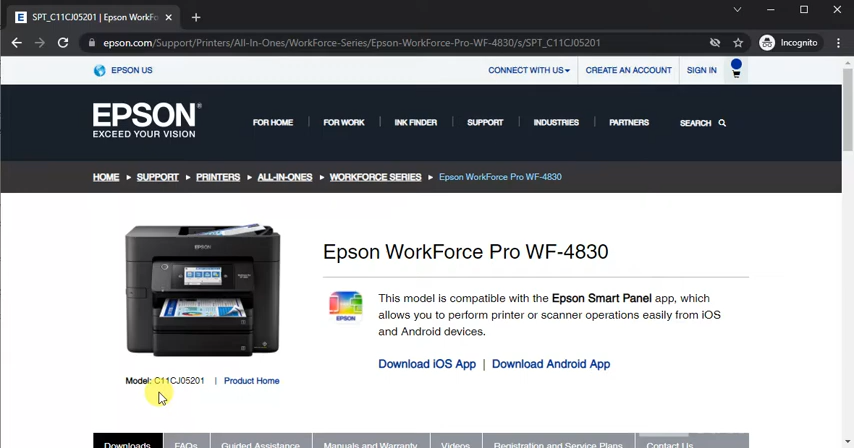 SPT_C11CJ05201 | Epson WorkF
epson.com/Support/Printers/All-In-Ones/WorkForce-Series/Epson-WorkForce-Pro-WF-4830/s/SPT_C11CJ05201
Incognito
EPSON US
CONNECT WITH US
CREATE AN ACCOUNT
SIGN IN
EPSON®
EXCEED YOUR VISION
FOR HOME | FOR WORK | INK FINDER | SUPPORT | INDUSTRIES | PARTNERS
SEARCH
HOME ▸ SUPPORT ▸ PRINTERS ▸ ALL-IN-ONES ▸ WORKFORCE SERIES ▸ Epson WorkForce Pro WF-4830
EPSON
Epson WorkForce Pro WF-4830
EPSON
This model is compatible with the Epson Smart Panel app, which
allows you to perform printer or scanner operations easily from iOS
and Android devices.
Download iOS App | Download Android App
Model: C11CJ05201 | Product Home
Downloads
FAQs
Guided Assistance
Manuals and Warranty
Videos
Registration and Service Plans
Contact Us